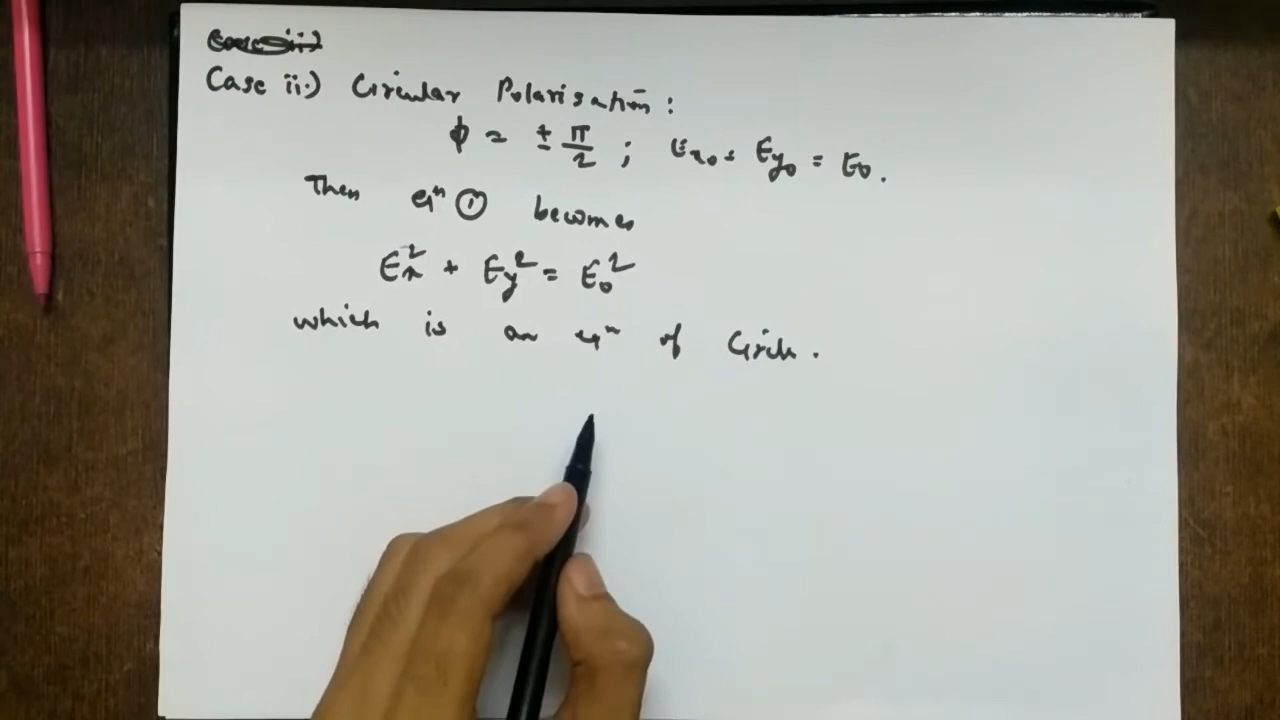 Case ii.) Circular Polarisation :
ϕ = ± π/2 ; Ex₀ = Ey₀ = E₀.
Then eqⁿ ① becomes
Ex² + Ey² = E₀²
which is an eqⁿ of Circle.